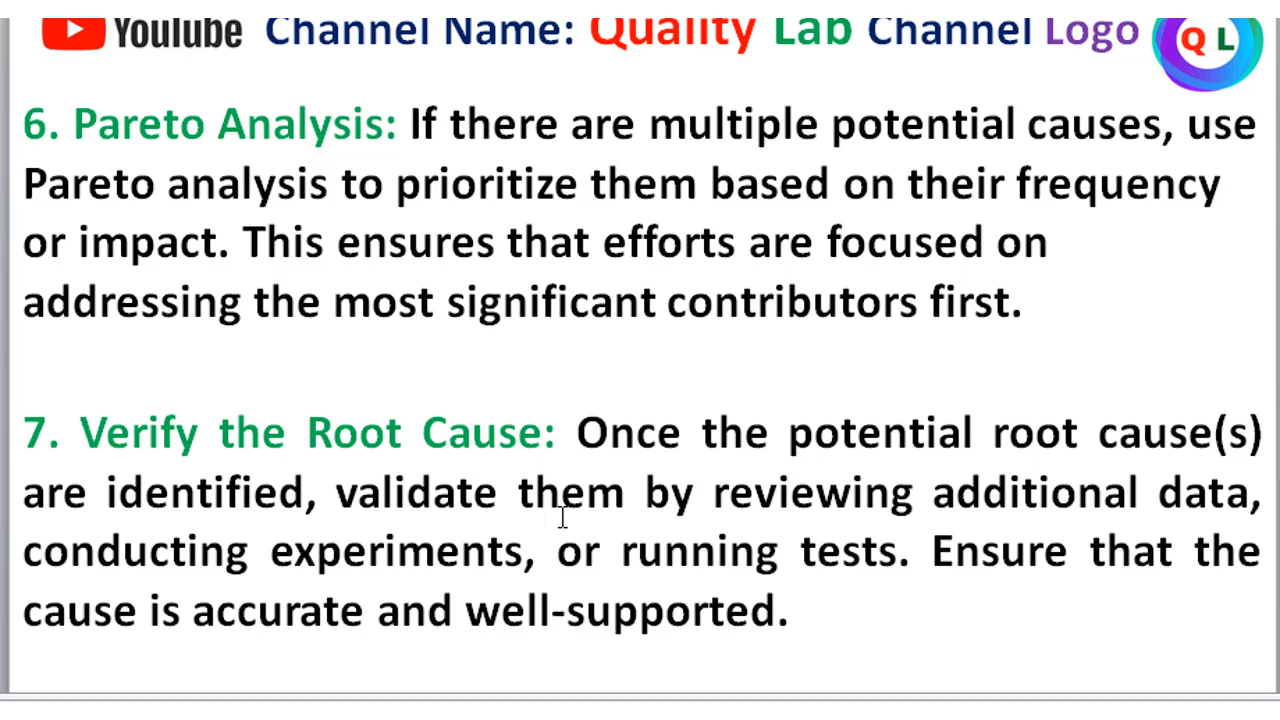 YouTube Channel Name: Quality Lab Channel Logo Q L
6. Pareto Analysis: If there are multiple potential causes, use
Pareto analysis to prioritize them based on their frequency
or impact. This ensures that efforts are focused on
addressing the most significant contributors first.
7. Verify the Root Cause: Once the potential root cause(s)
are identified, validate them by reviewing additional data,
conducting experiments, or running tests. Ensure that the
cause is accurate and well-supported.